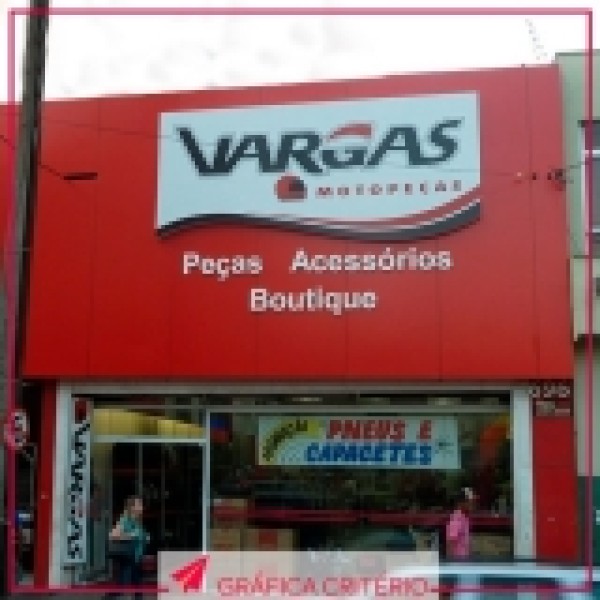 VARGAS
MOTOPEÇAS
Peças Acessórios
Boutique
PNEUS E
CAPACETES
VARGAS
GRÁFICA CRITÉRIO